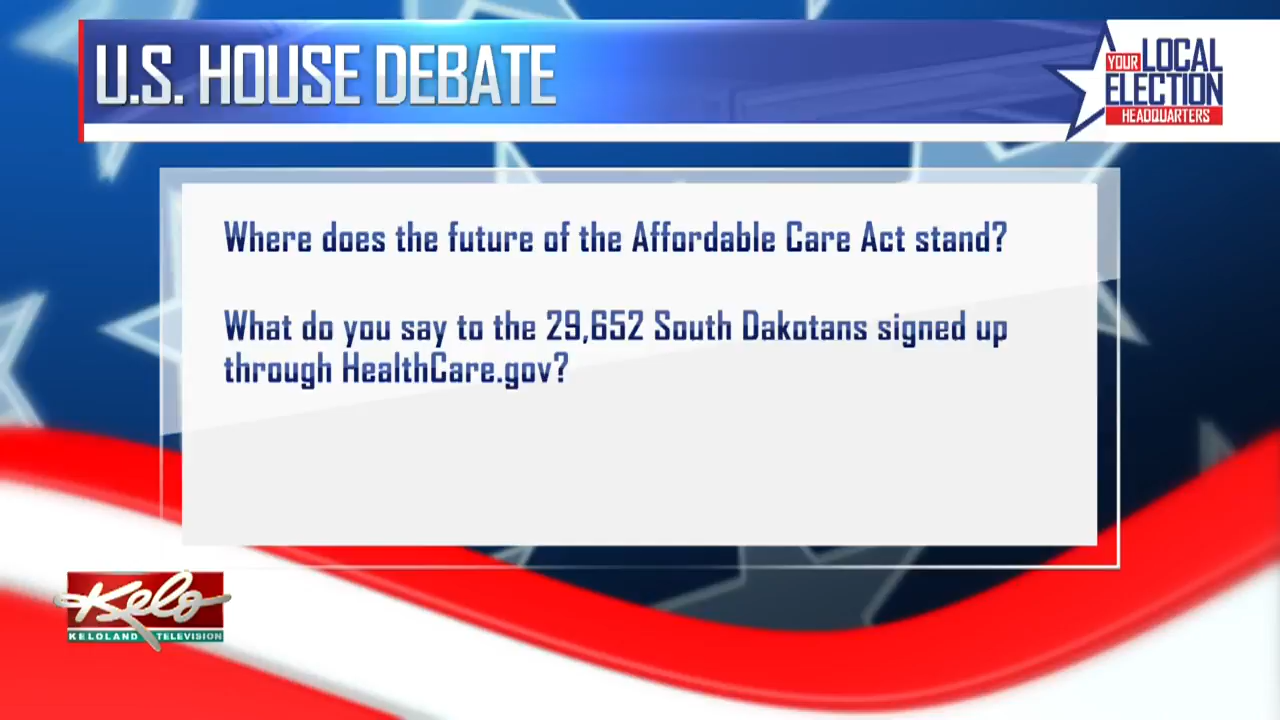 U.S. HOUSE DEBATE
YOUR
LOCAL
ELECTION
HEADQUARTERS
Where does the future of the Affordable Care Act stand?
What do you say to the 29,652 South Dakotans signed up
through HealthCare.gov?
Kelo
KELOLAND TELEVISION